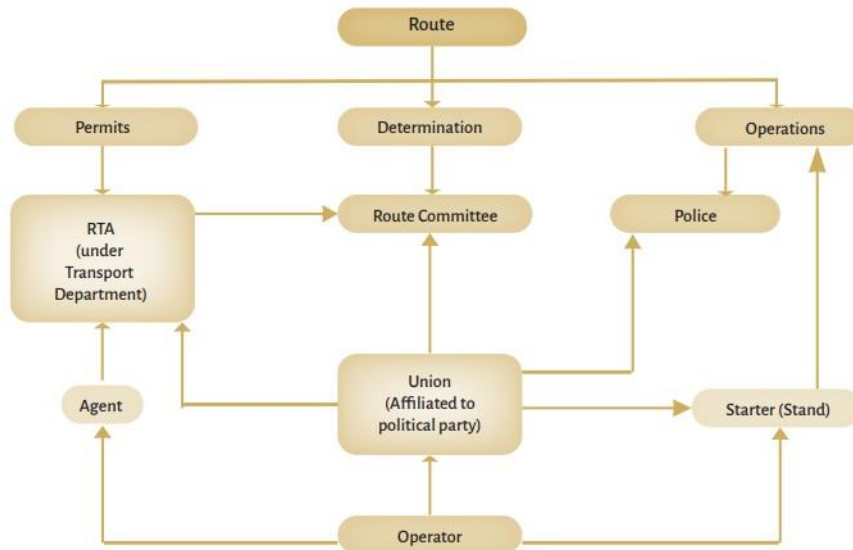 Route
Permits
Determination
Operations
RTA
(under
Transport
Department)
Route Committee
Police
Union
(Affiliated to
political party)
Agent
Starter (Stand)
Operator